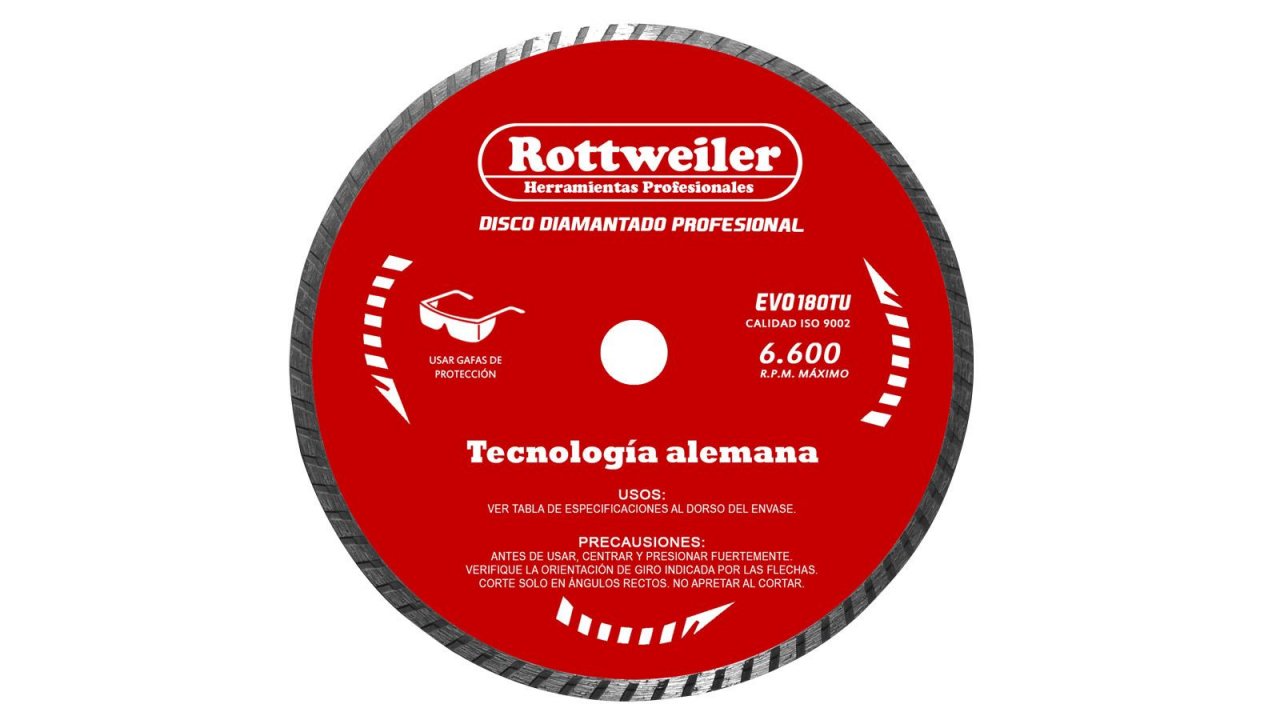 Rottweiler
Herramientas Profesionales
DISCO DIAMANTADO PROFESIONAL
USAR GAFAS DE
PROTECCIÓN
EVO180TU
CALIDAD ISO 9002
6.600
R.P.M. MÁXIMO
Tecnología alemana
USOS:
VER TABLA DE ESPECIFICACIONES AL DORSO DEL ENVASE.
PRECAUSIONES:
ANTES DE USAR, CENTRAR Y PRESIONAR FUERTEMENTE.
VERIFIQUE LA ORIENTACIÓN DE GIRO INDICADA POR LAS FLECHAS.
CORTE SOLO EN ÁNGULOS RECTOS. NO APRETAR AL CORTAR.